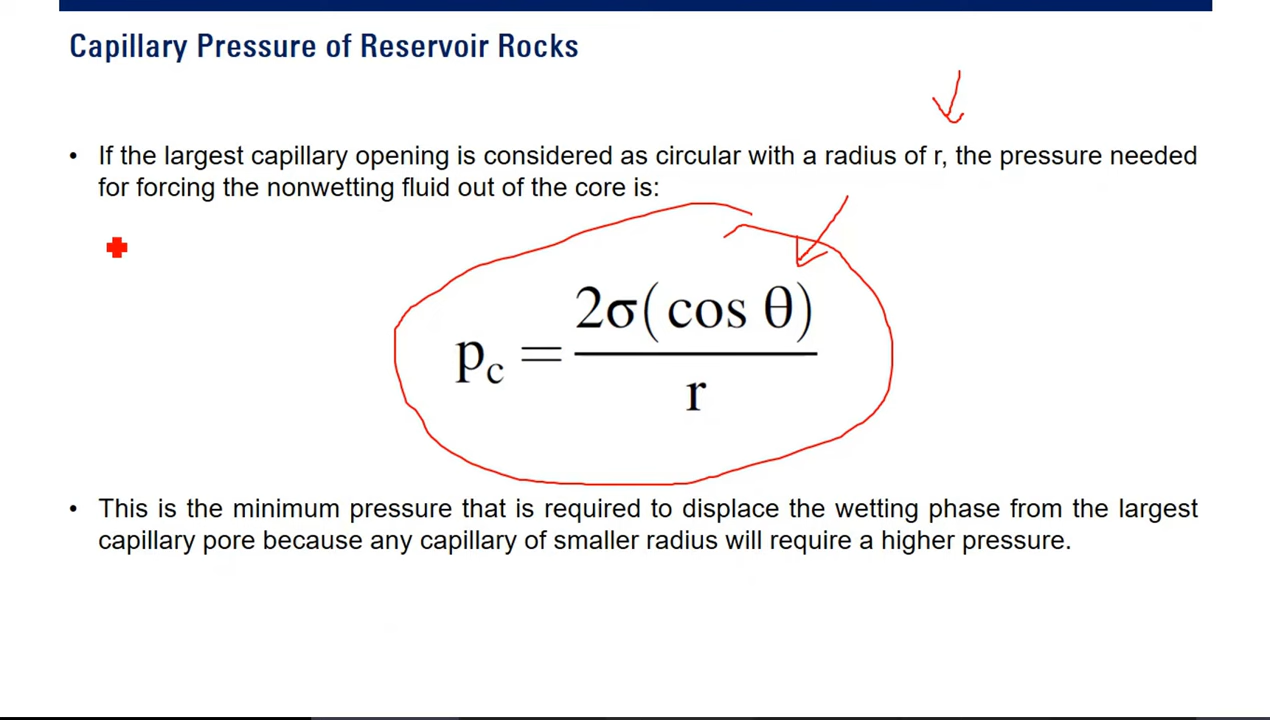 Capillary Pressure of Reservoir Rocks
• If the largest capillary opening is considered as circular with a radius of r, the pressure needed
for forcing the nonwetting fluid out of the core is:
p_c = 2σ(cos θ) / r
• This is the minimum pressure that is required to displace the wetting phase from the largest
capillary pore because any capillary of smaller radius will require a higher pressure.